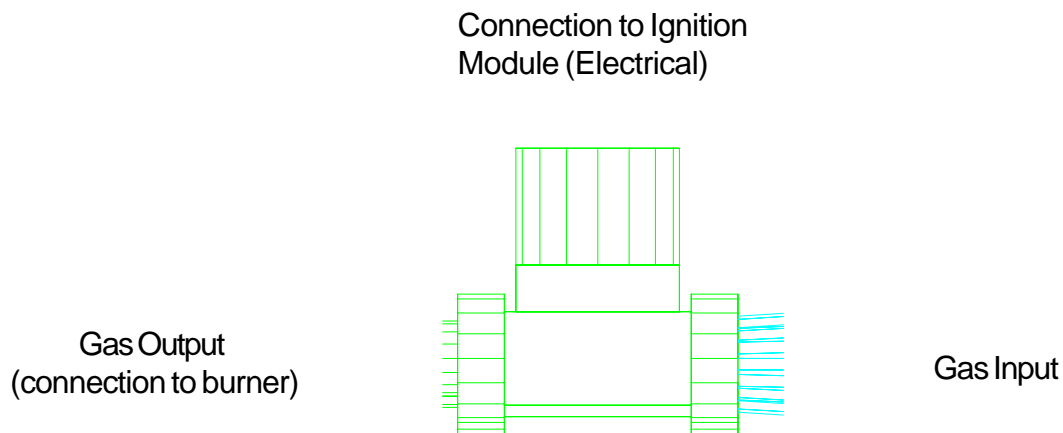 Connection to Ignition
Module (Electrical)
Gas Output
(connection to burner)
Gas Input